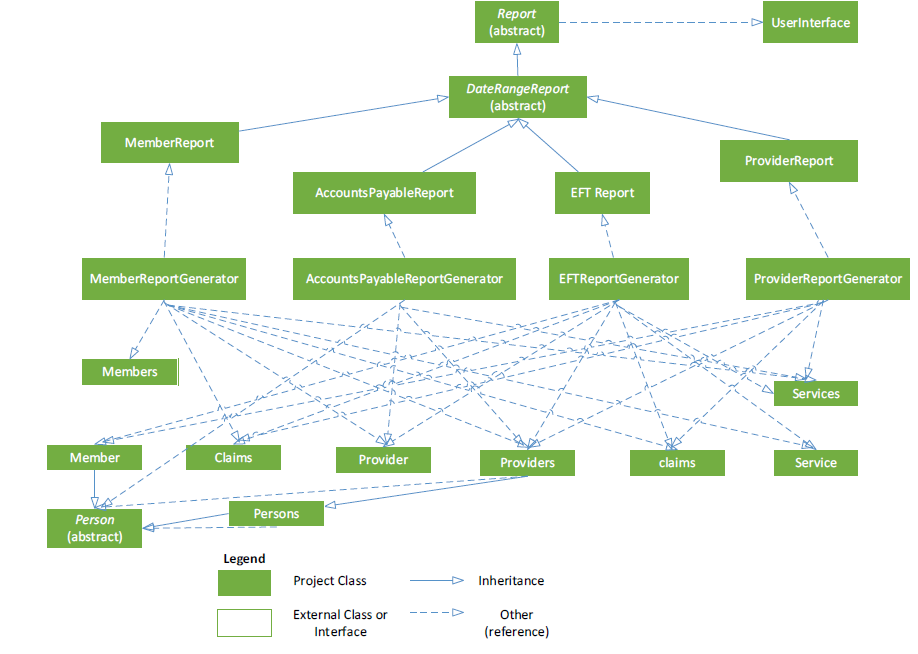 Report
(abstract)
UserInterface
DateRangeReport
(abstract)
MemberReport
ProviderReport
AccountsPayableReport
EFT Report
MemberReportGenerator
AccountsPayableReportGenerator
EFTReportGenerator
ProviderReportGenerator
Members
Services
Member
Claims
Provider
Providers
claims
Service
Person
(abstract)
Persons
Legend
Project Class
Inheritance
External Class or
Interface
Other
(reference)